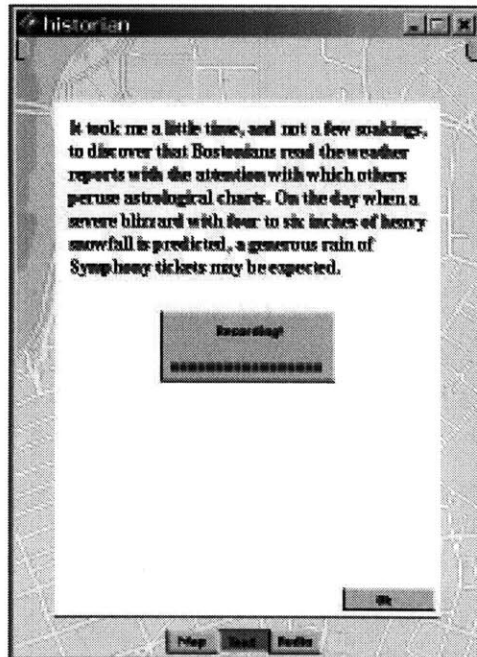 historian
It took me a little time, and not a few soakings,
to discover that Bostonians read the weather
reports with the attention with which others
peruse astrological charts. On the day when a
severe blizzard with four to six inches of heavy
snowfall is predicted, a generous rain of
Symphony tickets may be expected.
Recording!
Ok
Map Text Audio